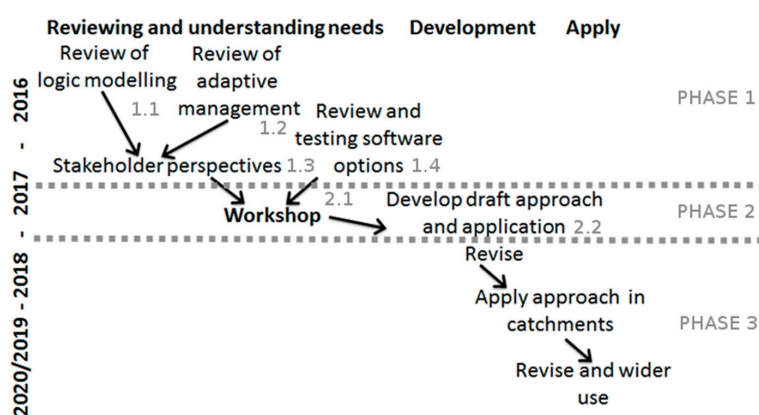 Reviewing and understanding needs Development Apply
Review of
logic modelling
1.1
Review of
adaptive
management
1.2
Review and
testing software
options 1.4
Stakeholder perspectives 1.3
PHASE 1
2.1
Workshop
Develop draft approach
and application 2.2
PHASE 2
Revise
Apply approach in
catchments
PHASE 3
Revise and wider
use
2020/2019 - 2018 - 2017 - 2016